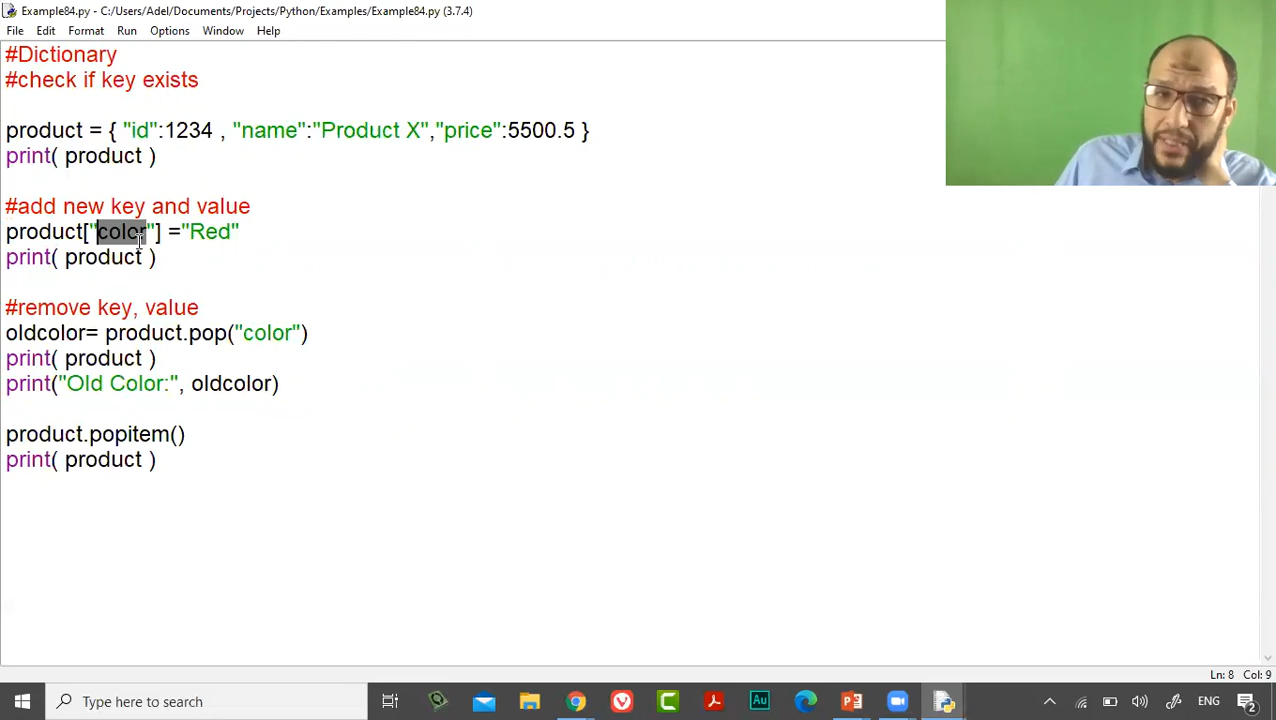 Example84.py - C:/Users/Adel/Documents/Projects/Python/Examples/Example84.py (3.7.4)
File Edit Format Run Options Window Help
#Dictionary
#check if key exists
product = { "id":1234 , "name":"Product X","price":5500.5 }
print( product )
#add new key and value
product["color"] ="Red"
print( product )
#remove key, value
oldcolor= product.pop("color")
print( product )
print("Old Color:", oldcolor)
product.popitem()
print( product )
Ln: 8 Col: 9
Type here to search
C
Au
P
ENG
2